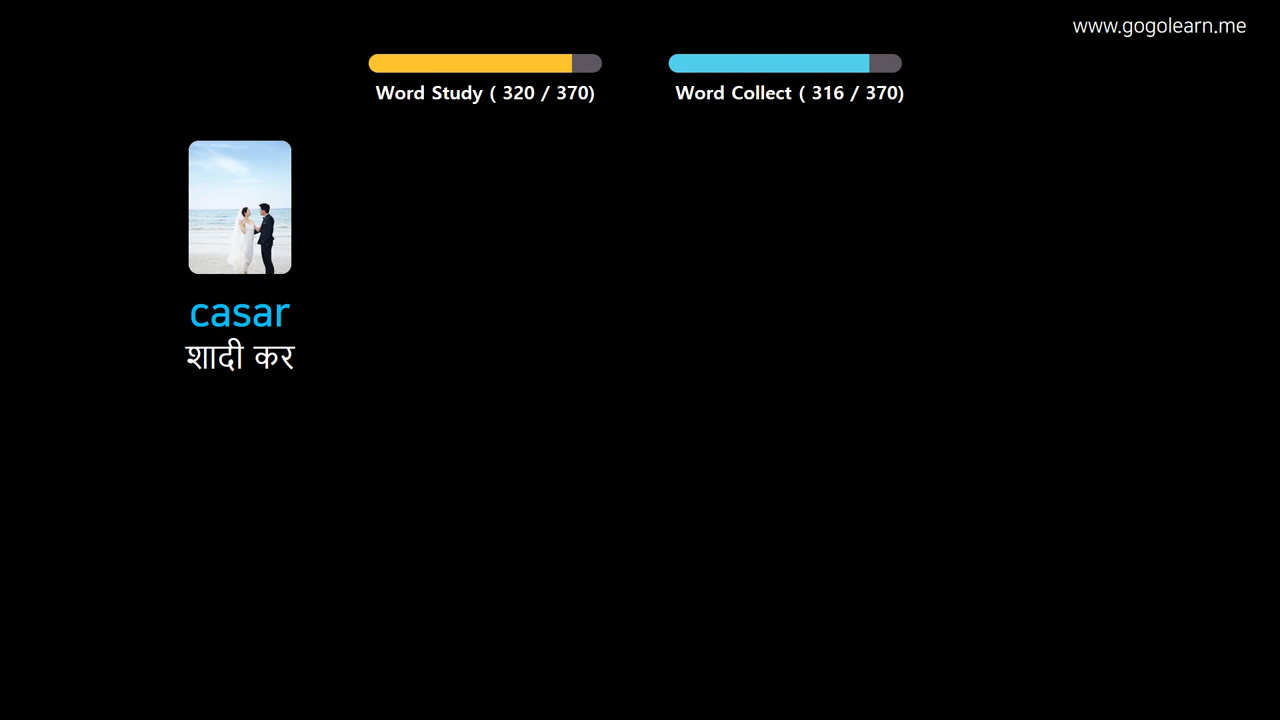 www.gogolearn.me
Word Study ( 320 / 370)
Word Collect ( 316 / 370)
casar
शादी कर